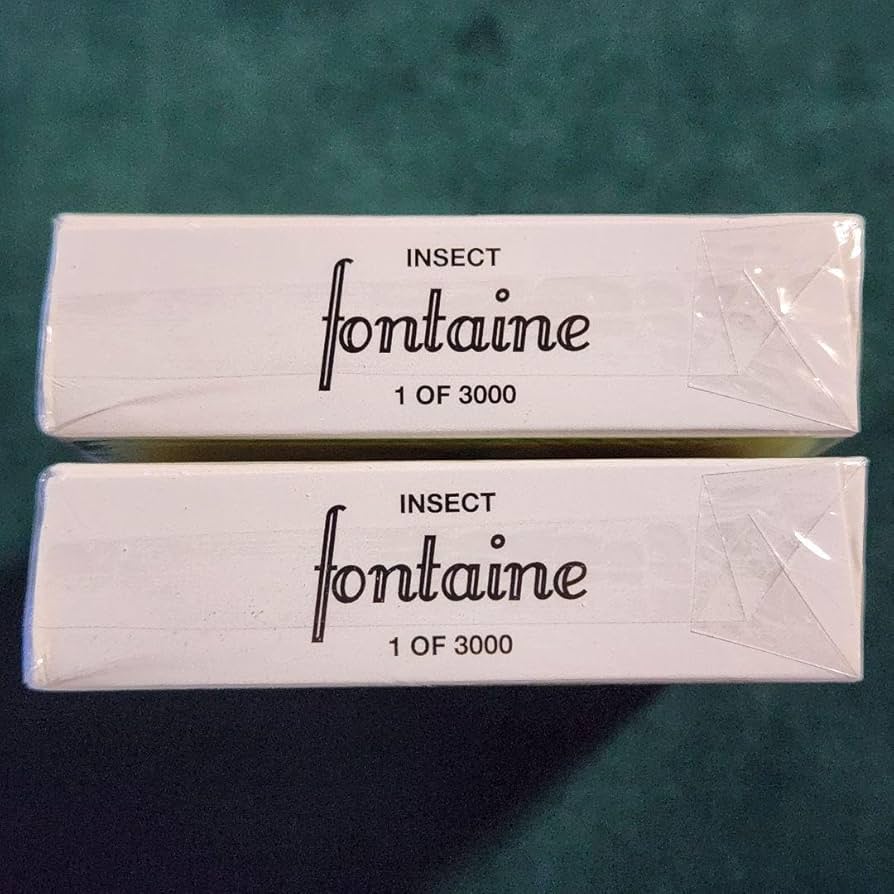 INSECT
fontaine
1 OF 3000
INSECT
fontaine
1 OF 3000